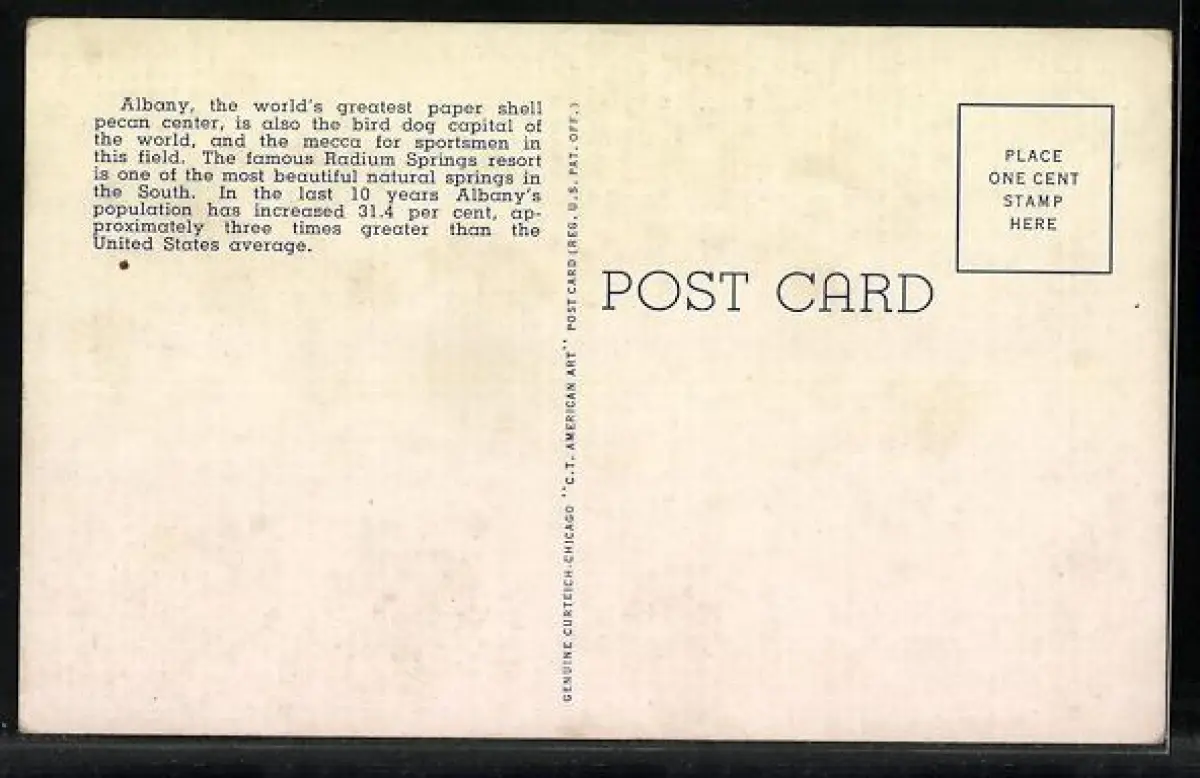 Albany, the world's greatest paper shell
pecan center, is also the bird dog capital of
the world, and the mecca for sportsmen in
this field. The famous Radium Springs resort
is one of the most beautiful natural springs in
the South. In the last 10 years Albany's
population has increased 31.4 per cent, ap-
proximately three times greater than the
United States average.
GENUINE CURTEICH-CHICAGO "C.T. AMERICAN ART" POST CARD (REG. U.S. PAT. OFF.)
POST CARD
PLACE
ONE CENT
STAMP
HERE